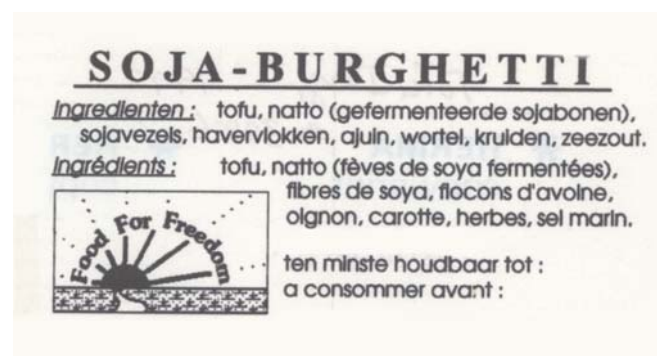 SOJA-BURGHETTI
Ingredienten : tofu, natto (gefermenteerde sojabonen),
sojavezels, havervlokken, ajuin, wortel, kruiden, zeezout.
Ingrédients : tofu, natto (fèves de soya fermentées),
fibres de soya, flocons d'avoine,
oignon, carotte, herbes, sel marin.
Food For Freedom
ten minste houdbaar tot :
a consommer avant :